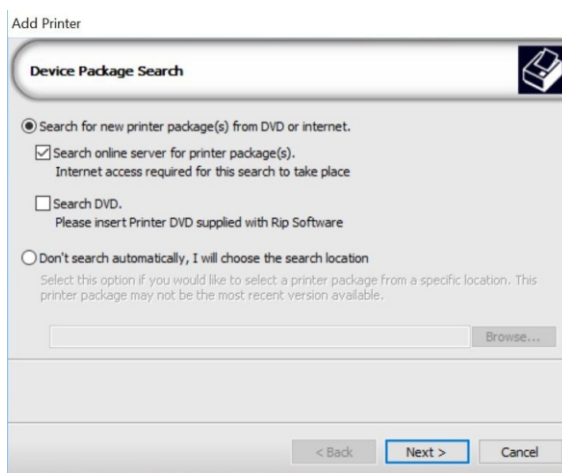 Add Printer
Device Package Search
Search for new printer package(s) from DVD or internet.
Search online server for printer package(s).
Internet access required for this search to take place
Search DVD.
Please insert Printer DVD supplied with Rip Software
Don't search automatically, I will choose the search location
Select this option if you would like to select a printer package from a specific location. This
printer package may not be the most recent version available.
Browse...
< Back Next > Cancel